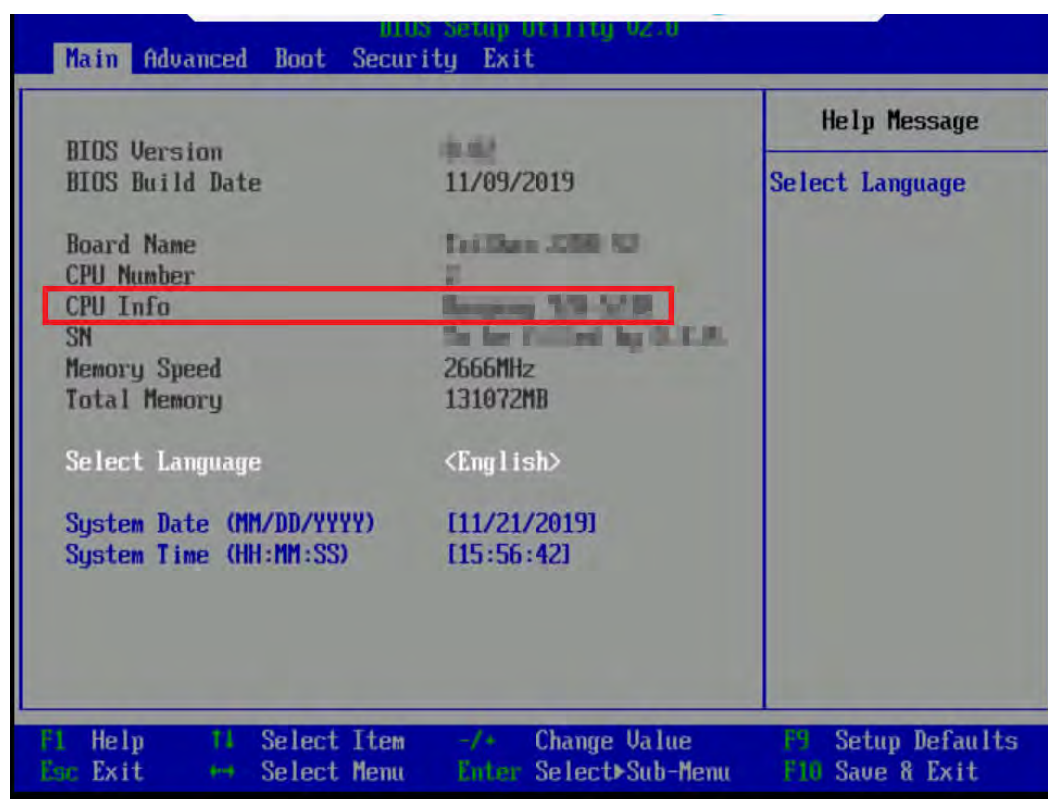 BIOS Setup Utility V2.0
Main Advanced Boot Security Exit
Help Message
Select Language
BIOS Version
BIOS Build Date 11/09/2019
Board Name
CPU Number
CPU Info
SN
Memory Speed 2666MHz
Total Memory 131072MB
Select Language <English>
System Date (MM/DD/YYYY) [11/21/2019]
System Time (HH:MM:SS) [15:56:42]
F1 Help ↑↓ Select Item -/+ Change Value F9 Setup Defaults
Esc Exit ←→ Select Menu Enter Select▶Sub-Menu F10 Save & Exit